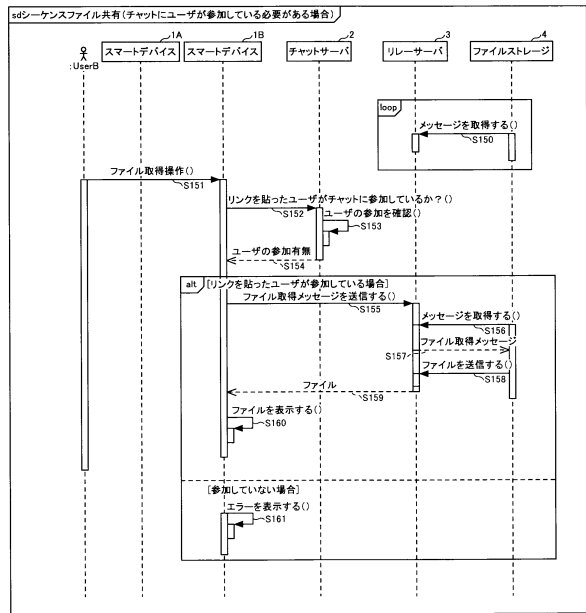 sdシーケンスファイル共有(チャットにユーザが参加している必要がある場合)
1A
1B
2
3
4
:UserB
スマートデバイス
スマートデバイス
チャットサーバ
リレーサーバ
ファイルストレージ
loop
メッセージを取得する()
S150
ファイル取得操作()
S151
リンクを貼ったユーザがチャットに参加しているか？()
S152
ユーザの参加を確認()
S153
ユーザの参加有無
S154
alt
[リンクを貼ったユーザが参加している場合]
ファイル取得メッセージを送信する()
S155
メッセージを取得する()
S156
ファイル取得メッセージ
S157
ファイルを送信する()
S158
ファイル
S159
ファイルを表示する()
S160
[参加していない場合]
エラーを表示する()
S161